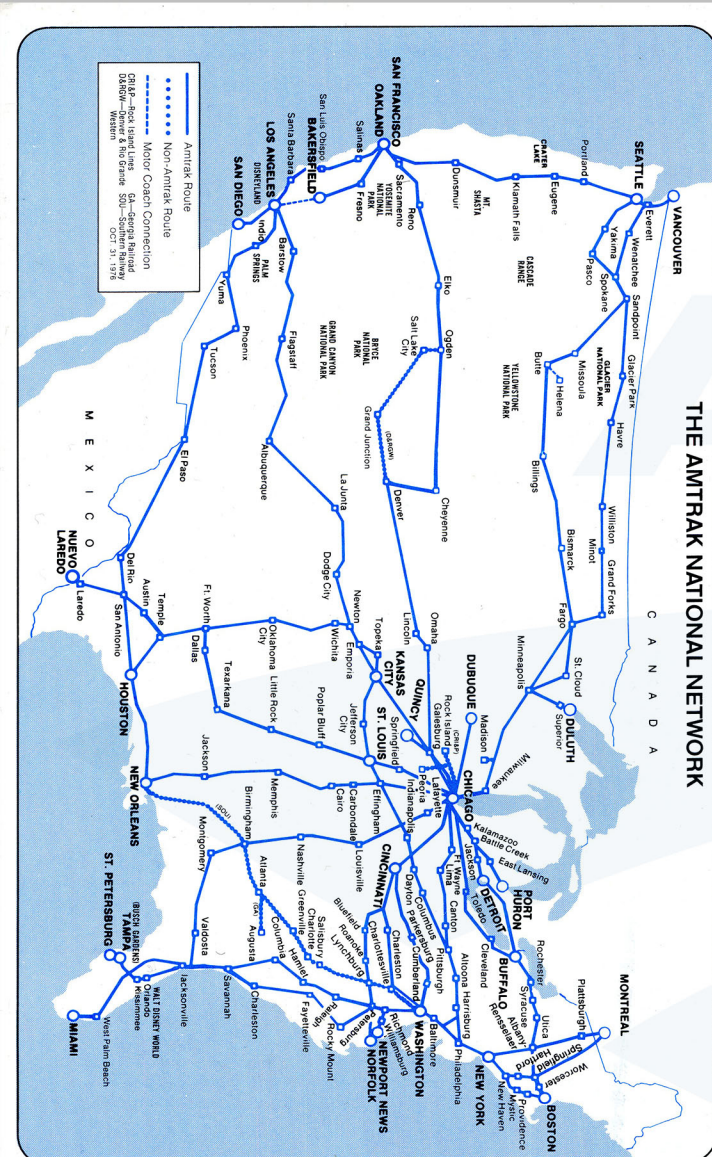 THE AMTRAK NATIONAL NETWORK
CANADA
MEXICO
VANCOUVER
SEATTLE
Everett
Wenatchee
Yakima
Pasco
Spokane
Sandpoint
Glacier Park
GLACIER
NATIONAL PARK
Havre
Williston
Minot
Grand Forks
Missoula
Butte
Helena
Billings
Bismarck
Fargo
YELLOWSTONE
NATIONAL PARK
St. Cloud
Minneapolis
DULUTH
Superior
Portland
Eugene
CRATER
LAKE
Klamath Falls
CASCADE
RANGE
MT
SHASTA
Dunsmuir
SAN FRANCISCO
OAKLAND
Sacramento
Reno
Elko
Ogden
Salt Lake
City
Grand Junction
(D&RGW)
Cheyenne
Denver
YOSEMITE
NATIONAL
PARK
BRYCE
NATIONAL
PARK
GRAND CANYON
NATIONAL PARK
Salinas
Fresno
San Luis Obispo
BAKERSFIELD
Santa Barbara
LOS ANGELES
DISNEYLAND
SAN DIEGO
Indio
PALM
SPRINGS
Barstow
Flagstaff
Albuquerque
La Junta
Dodge City
Newton
Wichita
Emporia
Topeka
KANSAS
CITY
Yuma
Phoenix
Tucson
El Paso
Del Rio
San Antonio
NUEVO
LAREDO
Laredo
Austin
Temple
Ft. Worth
Dallas
Oklahoma
City
Texarkana
Little Rock
Poplar Bluff
HOUSTON
Lincoln
Omaha
QUINCY
Jefferson
City
ST. LOUIS
Springfield
DUBUQUE
Rock Island
(CRI&P)
Galesburg
Peoria
Madison
Milwaukee
CHICAGO
Lafayette
Indianapolis
Effingham
Carbondale
Cairo
Memphis
Jackson
NEW ORLEANS
(SOU)
Birmingham
Montgomery
Nashville
Louisville
CINCINNATI
Kalamazoo
Battle Creek
East Lansing
Jackson
PORT
HURON
DETROIT
Toledo
Ft Wayne
Lima
Canton
Cleveland
Pittsburgh
Altoona
Harrisburg
Dayton
Columbus
Parkersburg
Cumberland
Charleston
Charlottesville
Bluefield
Roanoke
Lynchburg
Atlanta
(GA)
Augusta
Greenville
Charlotte
Salisbury
Hamlet
Columbia
Raleigh
Fayetteville
Rocky Mount
Petersburg
Richmond
Williamsburg
NEWPORT NEWS
NORFOLK
WASHINGTON
Baltimore
Philadelphia
NEW YORK
BUFFALO
Rochester
Syracuse
Utica
Albany-
Rensselaer
Plattsburgh
MONTREAL
Worcester
Springfield
Hartford
New Haven
Mystic
Providence
BOSTON
Charleston
Savannah
Valdosta
Jacksonville
WALT DISNEY WORLD
Orlando
Kissimmee
(BUSCH GARDENS)
TAMPA
ST. PETERSBURG
West Palm Beach
MIAMI
Amtrak Route
Non-Amtrak Route
Motor Coach Connection
CRI&P—Rock Island Lines GA—Georgia Railroad
D&RGW—Denver & Rio Grande SOU—Southern Railway
Western
OCT. 31, 1976